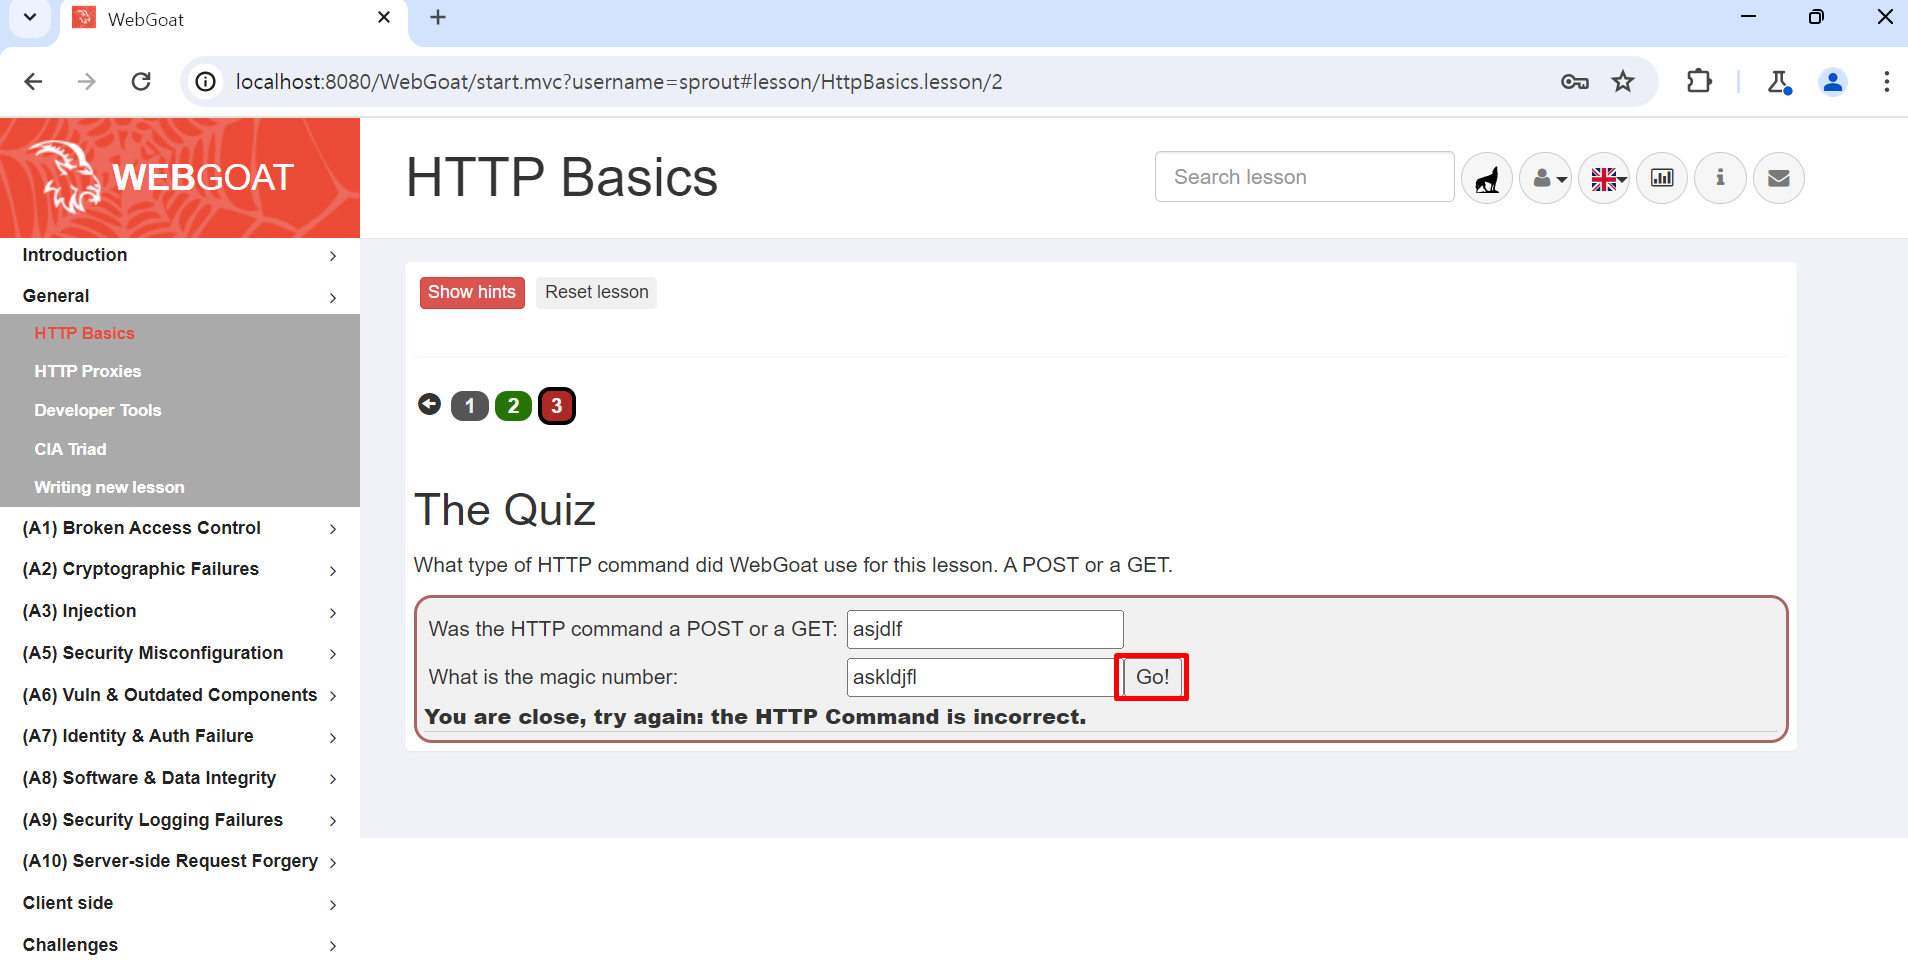 WebGoat
localhost:8080/WebGoat/start.mvc?username=sprout#lesson/HttpBasics.lesson/2
WEBGOAT
HTTP Basics
Search lesson
Introduction
General
HTTP Basics
HTTP Proxies
Developer Tools
CIA Triad
Writing new lesson
(A1) Broken Access Control
(A2) Cryptographic Failures
(A3) Injection
(A5) Security Misconfiguration
(A6) Vuln & Outdated Components
(A7) Identity & Auth Failure
(A8) Software & Data Integrity
(A9) Security Logging Failures
(A10) Server-side Request Forgery
Client side
Challenges
Show hints Reset lesson
1 2 3
The Quiz
What type of HTTP command did WebGoat use for this lesson. A POST or a GET.
Was the HTTP command a POST or a GET: asjdlf
What is the magic number: askldjfl Go!
You are close, try again: the HTTP Command is incorrect.